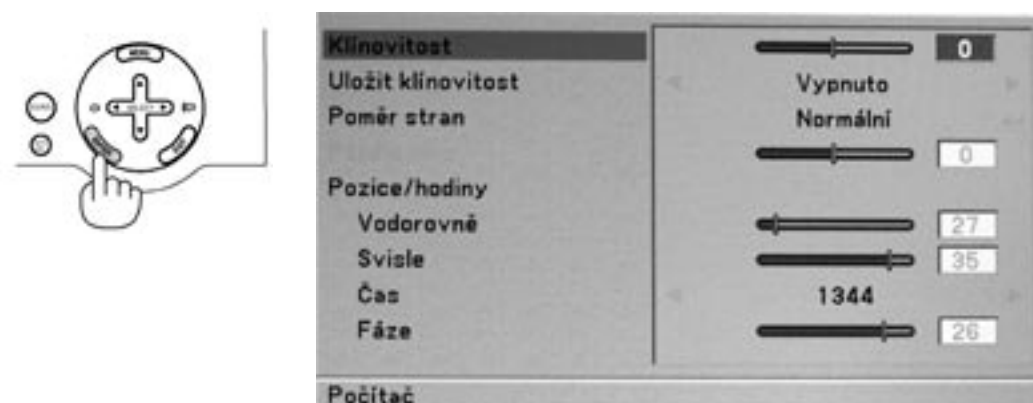 MENU
SELECT
Klínovitost 0
Uložit klínovitost Vypnuto
Poměr stran Normální
0
Pozice/hodiny
Vodorovně 27
Svisle 35
Čas 1344
Fáze 26
Počítač